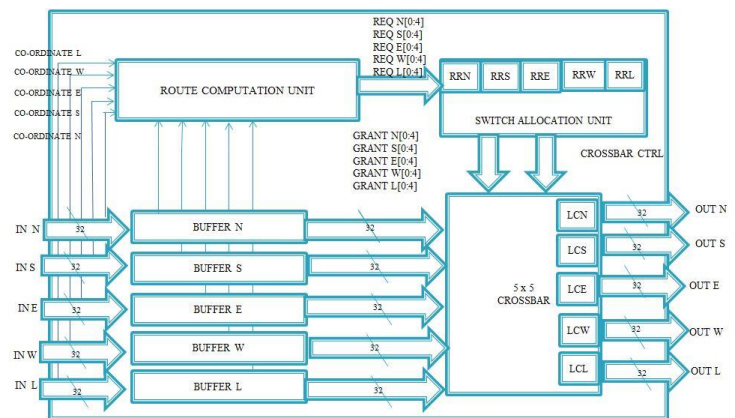 REQ N[0:4]
REQ S[0:4]
REQ E[0:4]
REQ W[0:4]
REQ L[0:4]
CO-ORDINATE L
CO-ORDINATE W
CO-ORDINATE E
CO-ORDINATE S
CO-ORDINATE N
ROUTE COMPUTATION UNIT
RRN RRS RRE RRW RRL
SWITCH ALLOCATION UNIT
GRANT N[0:4]
GRANT S[0:4]
GRANT E[0:4]
GRANT W[0:4]
GRANT L[0:4]
CROSSBAR CTRL
IN N 32 BUFFER N 32 LCN 32 OUT N
IN S 32 BUFFER S 32 LCS 32 OUT S
IN E 32 BUFFER E 32 LCE 32 OUT E
5 x 5
CROSSBAR
IN W 32 BUFFER W 32 LCW 32 OUT W
IN L 32 BUFFER L 32 LCL 32 OUT L